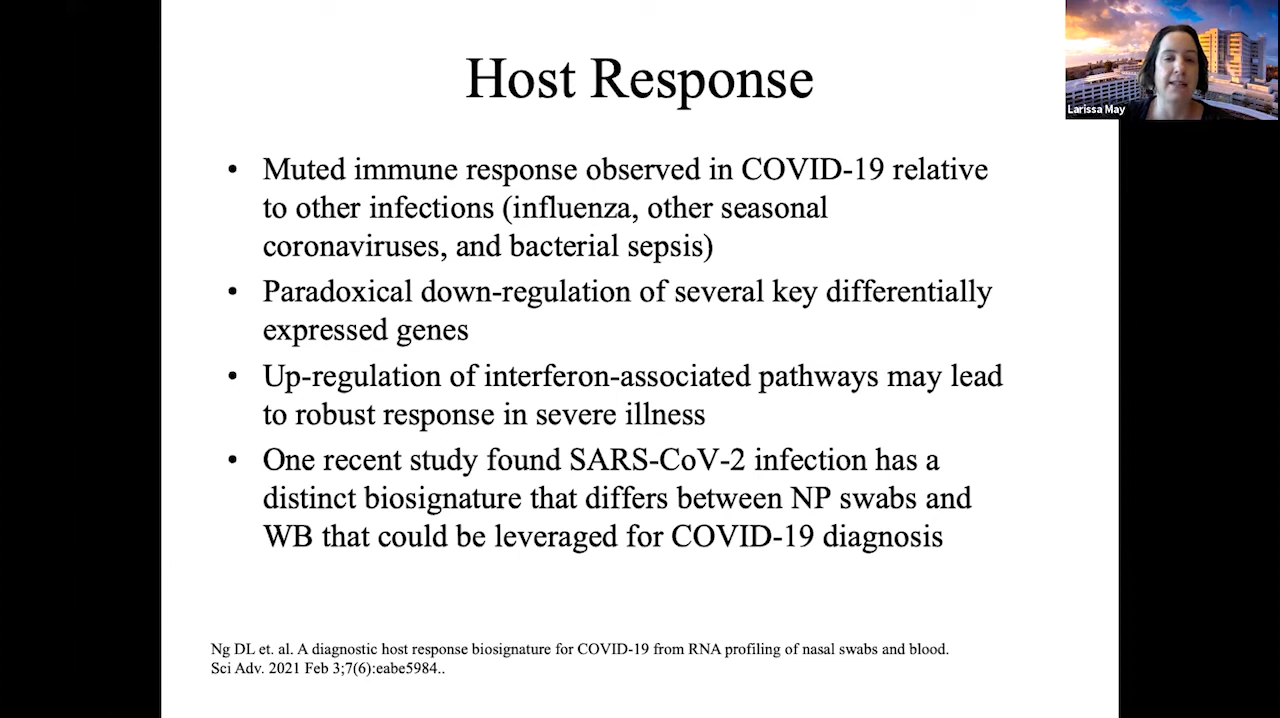 Host Response
Larissa May
• Muted immune response observed in COVID-19 relative
to other infections (influenza, other seasonal
coronaviruses, and bacterial sepsis)
• Paradoxical down-regulation of several key differentially
expressed genes
• Up-regulation of interferon-associated pathways may lead
to robust response in severe illness
• One recent study found SARS-CoV-2 infection has a
distinct biosignature that differs between NP swabs and
WB that could be leveraged for COVID-19 diagnosis
Ng DL et. al. A diagnostic host response biosignature for COVID-19 from RNA profiling of nasal swabs and blood.
Sci Adv. 2021 Feb 3;7(6):eabe5984..